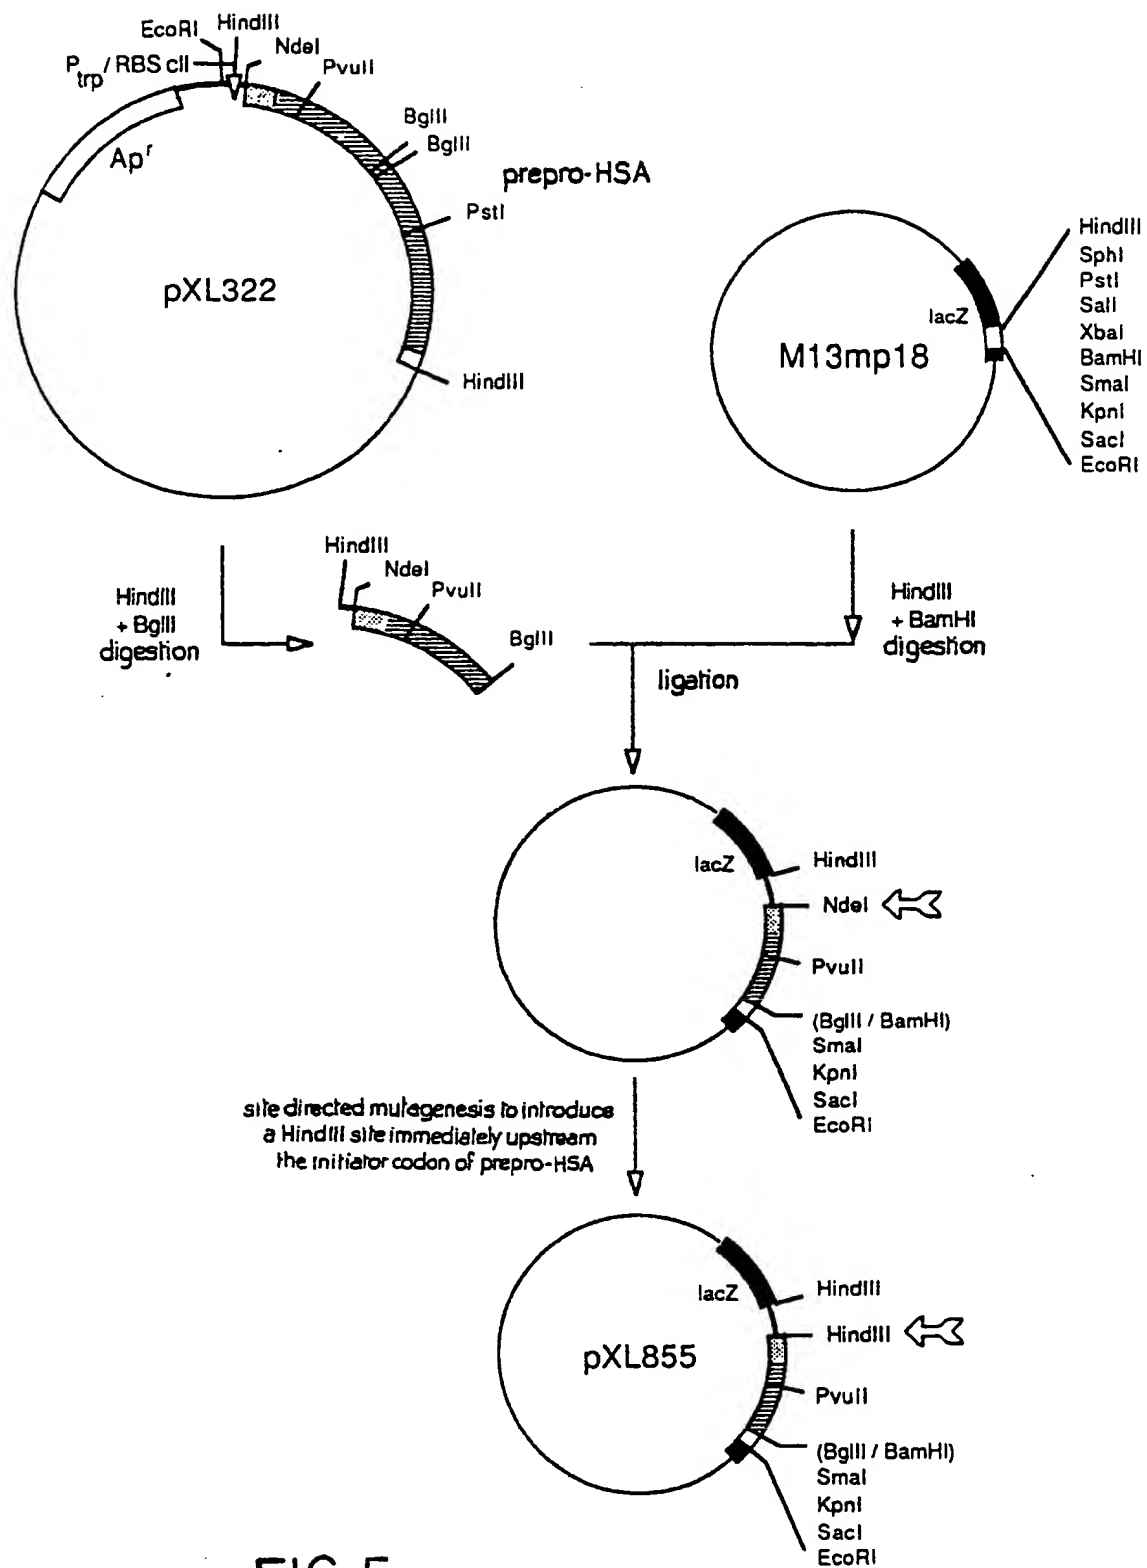 EcoRI
HindIII
NdeI
Ptrp/ RBS cII
PvuII
BglII
BglII
prepro-HSA
PstI
Apr
pXL322
HindIII
lacZ
M13mp18
HindIII
SphI
PstI
SalI
XbaI
BamHI
SmaI
KpnI
SacI
EcoRI
HindIII
+ BglII
digestion
HindIII
NdeI
PvuII
BglII
HindIII
+ BamHI
digestion
ligation
lacZ
HindIII
NdeI
PvuII
(BglII / BamHI)
SmaI
KpnI
SacI
EcoRI
site directed mutagenesis to introduce
a HindIII site immediately upstream
the initiator codon of prepro-HSA
lacZ
HindIII
HindIII
pXL855
PvuII
(BglII / BamHI)
SmaI
KpnI
SacI
EcoRI
FIG. 5